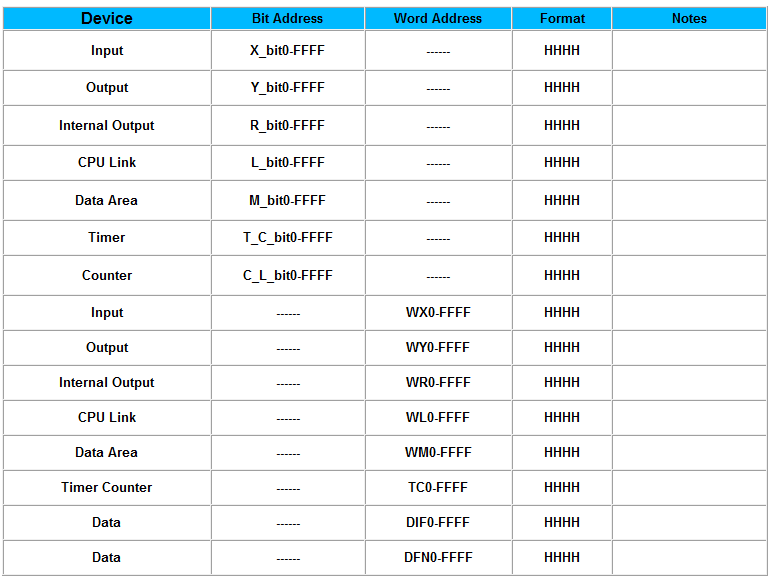 Device Bit Address Word Address Format Notes
Input X_bit0-FFFF ------ HHHH
Output Y_bit0-FFFF ------ HHHH
Internal Output R_bit0-FFFF ------ HHHH
CPU Link L_bit0-FFFF ------ HHHH
Data Area M_bit0-FFFF ------ HHHH
Timer T_C_bit0-FFFF ------ HHHH
Counter C_L_bit0-FFFF ------ HHHH
Input ------ WX0-FFFF HHHH
Output ------ WY0-FFFF HHHH
Internal Output ------ WR0-FFFF HHHH
CPU Link ------ WL0-FFFF HHHH
Data Area ------ WM0-FFFF HHHH
Timer Counter ------ TC0-FFFF HHHH
Data ------ DIF0-FFFF HHHH
Data ------ DFN0-FFFF HHHH